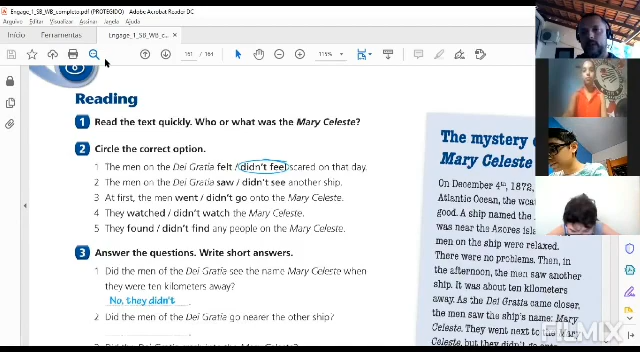 Engage_1_SB_WB_completo.pdf (PROTEGIDO) - Adobe Acrobat Reader DC
Arquivo Editar Visualizar Assinar Janela Ajuda
Início Ferramentas Engage_1_SB_WB_c... ×
161 / 164 115%
6
Reading
1 Read the text quickly. Who or what was the Mary Celeste?
2 Circle the correct option.
1 The men on the Dei Gratia felt / didn't feel scared on that day.
2 The men on the Dei Gratia saw / didn't see another ship.
3 At first, the men went / didn't go onto the Mary Celeste.
4 They watched / didn't watch the Mary Celeste.
5 They found / didn't find any people on the Mary Celeste.
3 Answer the questions. Write short answers.
1 Did the men of the Dei Gratia see the name Mary Celeste when
they were ten kilometers away?
No, they didn't.
2 Did the men of the Dei Gratia go nearer the other ship?
The mystery
Mary Celeste
On December 4th, 1872,
Atlantic Ocean, the
good. A ship named the
was near the Azores
men on the ship were relaxed.
There were no problems. Then, in
the afternoon, the men saw another
ship. It was about ten kilometers
away. As the Dei Gratia came closer,
the men saw the ship's name: Mary
Celeste. They went next to the Mary
Celeste, but they didn't go onto
FILMIX